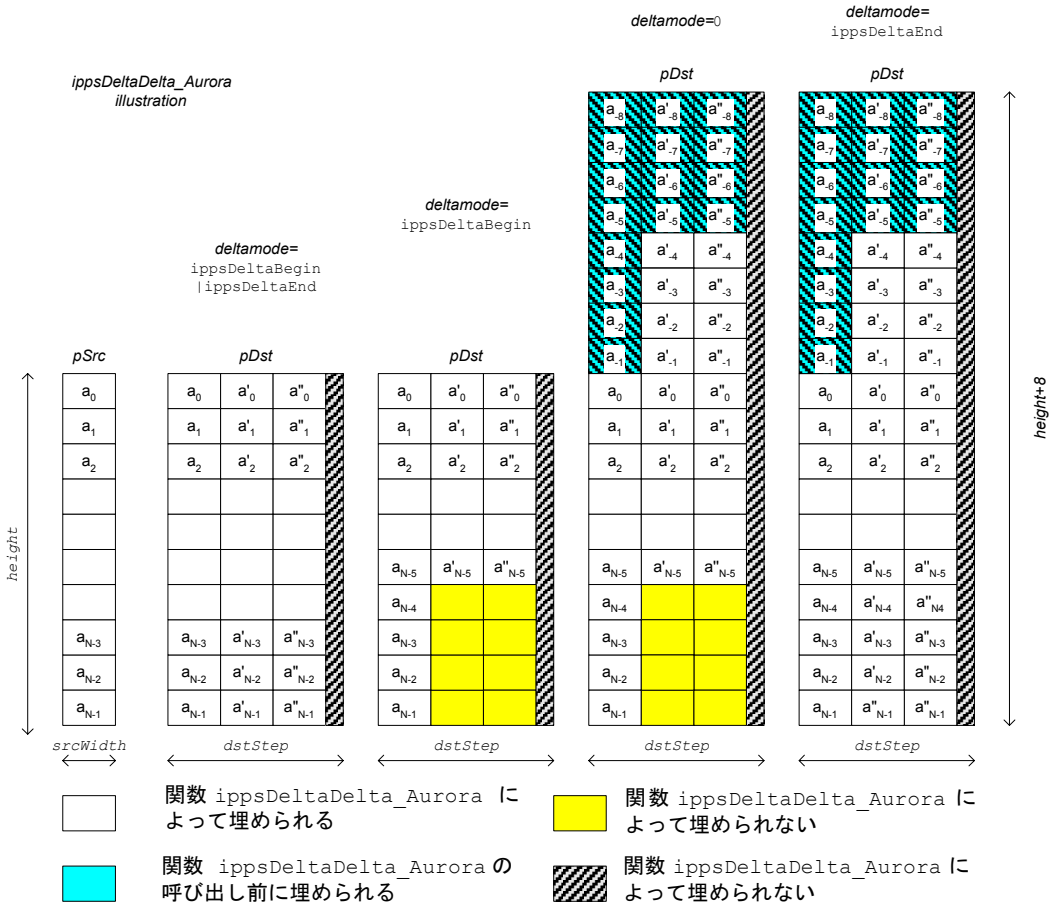 deltamode=0
deltamode=
ippsDeltaEnd
ippsDeltaDelta_Aurora
illustration
pDst
pDst
deltamode=
ippsDeltaBegin
deltamode=
ippsDeltaBegin
|ippsDeltaEnd
pSrc
pDst
pDst
a-8 a'-8 a"-8 a-8 a'-8 a"-8
a-7 a'-7 a"-7 a-7 a'-7 a"-7
a-6 a'-6 a"-6 a-6 a'-6 a"-6
a-5 a'-5 a"-5 a-5 a'-5 a"-5
a-4 a'-4 a"-4 a-4 a'-4 a"-4
a-3 a'-3 a"-3 a-3 a'-3 a"-3
a-2 a'-2 a"-2 a-2 a'-2 a"-2
a-1 a'-1 a"-1 a-1 a'-1 a"-1
a0 a0 a'0 a"0 a0 a'0 a"0 a0 a'0 a"0 a0 a'0 a"0
a1 a1 a'1 a"1 a1 a'1 a"1 a1 a'1 a"1 a1 a'1 a"1
a2 a2 a'2 a"2 a2 a'2 a"2 a2 a'2 a"2 a2 a'2 a"2
aN-5 a'N-5 a"N-5 aN-5 a'N-5 a"N-5 aN-5 a'N-5 a"N-5
aN-4 aN-4 aN-4 a'N-4 a"N4
aN-3 aN-3 a'N-3 a"N-3 aN-3 aN-3 aN-3 a'N-3 a"N-3
aN-2 aN-2 a'N-2 a"N-2 aN-2 aN-2 aN-2 a'N-2 a"N-2
aN-1 aN-1 a'N-1 a"N-1 aN-1 aN-1 aN-1 a"N-1 a"N-1
height
height+8
srcWidth
dstStep
dstStep
dstStep
dstStep
関数 ippsDeltaDelta_Aurora に
よって埋められる
関数 ippsDeltaDelta_Aurora に
よって埋められない
関数 ippsDeltaDelta_Aurora の
呼び出し前に埋められる
関数 ippsDeltaDelta_Aurora に
よって埋められない